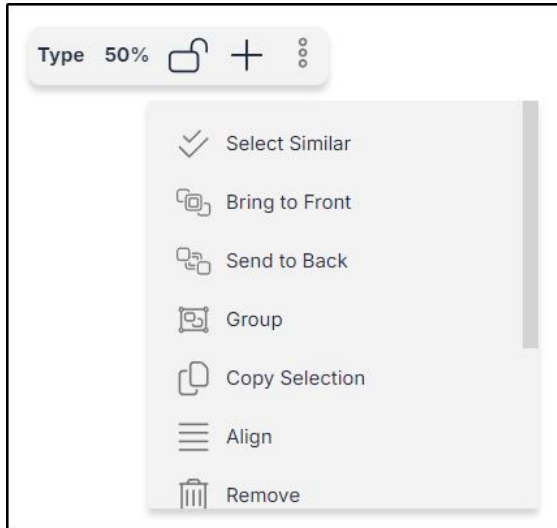 Type 50%
Select Similar
Bring to Front
Send to Back
Group
Copy Selection
Align
Remove